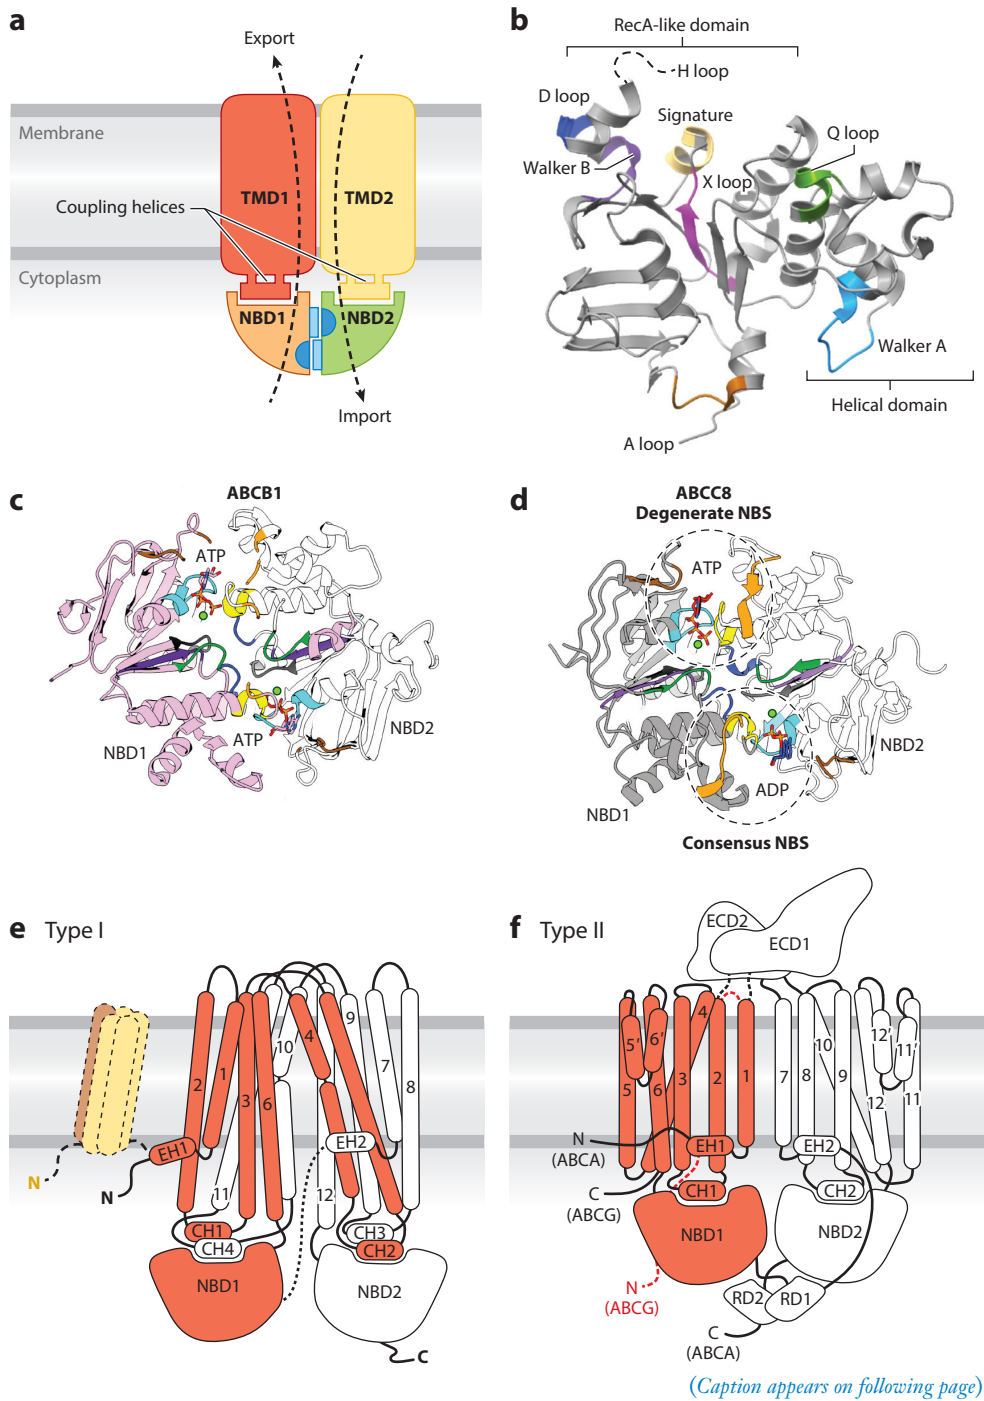 a
Export
Membrane
TMD1
TMD2
Coupling helices
Cytoplasm
NBD1
NBD2
Import
b
RecA-like domain
H loop
D loop
Signature
Q loop
Walker B
X loop
Walker A
Helical domain
A loop
c
ABCB1
ATP
NBD1
ATP
NBD2
d
ABCC8
Degenerate NBS
ATP
NBD2
NBD1
ADP
Consensus NBS
e Type I
2
1
3
6
10
4
9
7
8
EH1
EH2
N
N
11
12
CH1
CH4
CH3
CH2
NBD1
NBD2
C
f Type II
ECD2
ECD1
5′
6′
4
10
12′
11′
5
6
3
2
1
7
8
9
12
11
N
(ABCA)
EH1
EH2
C
(ABCG)
CH1
CH2
NBD1
NBD2
N
(ABCG)
RD2
RD1
C
(ABCA)
(Caption appears on following page)